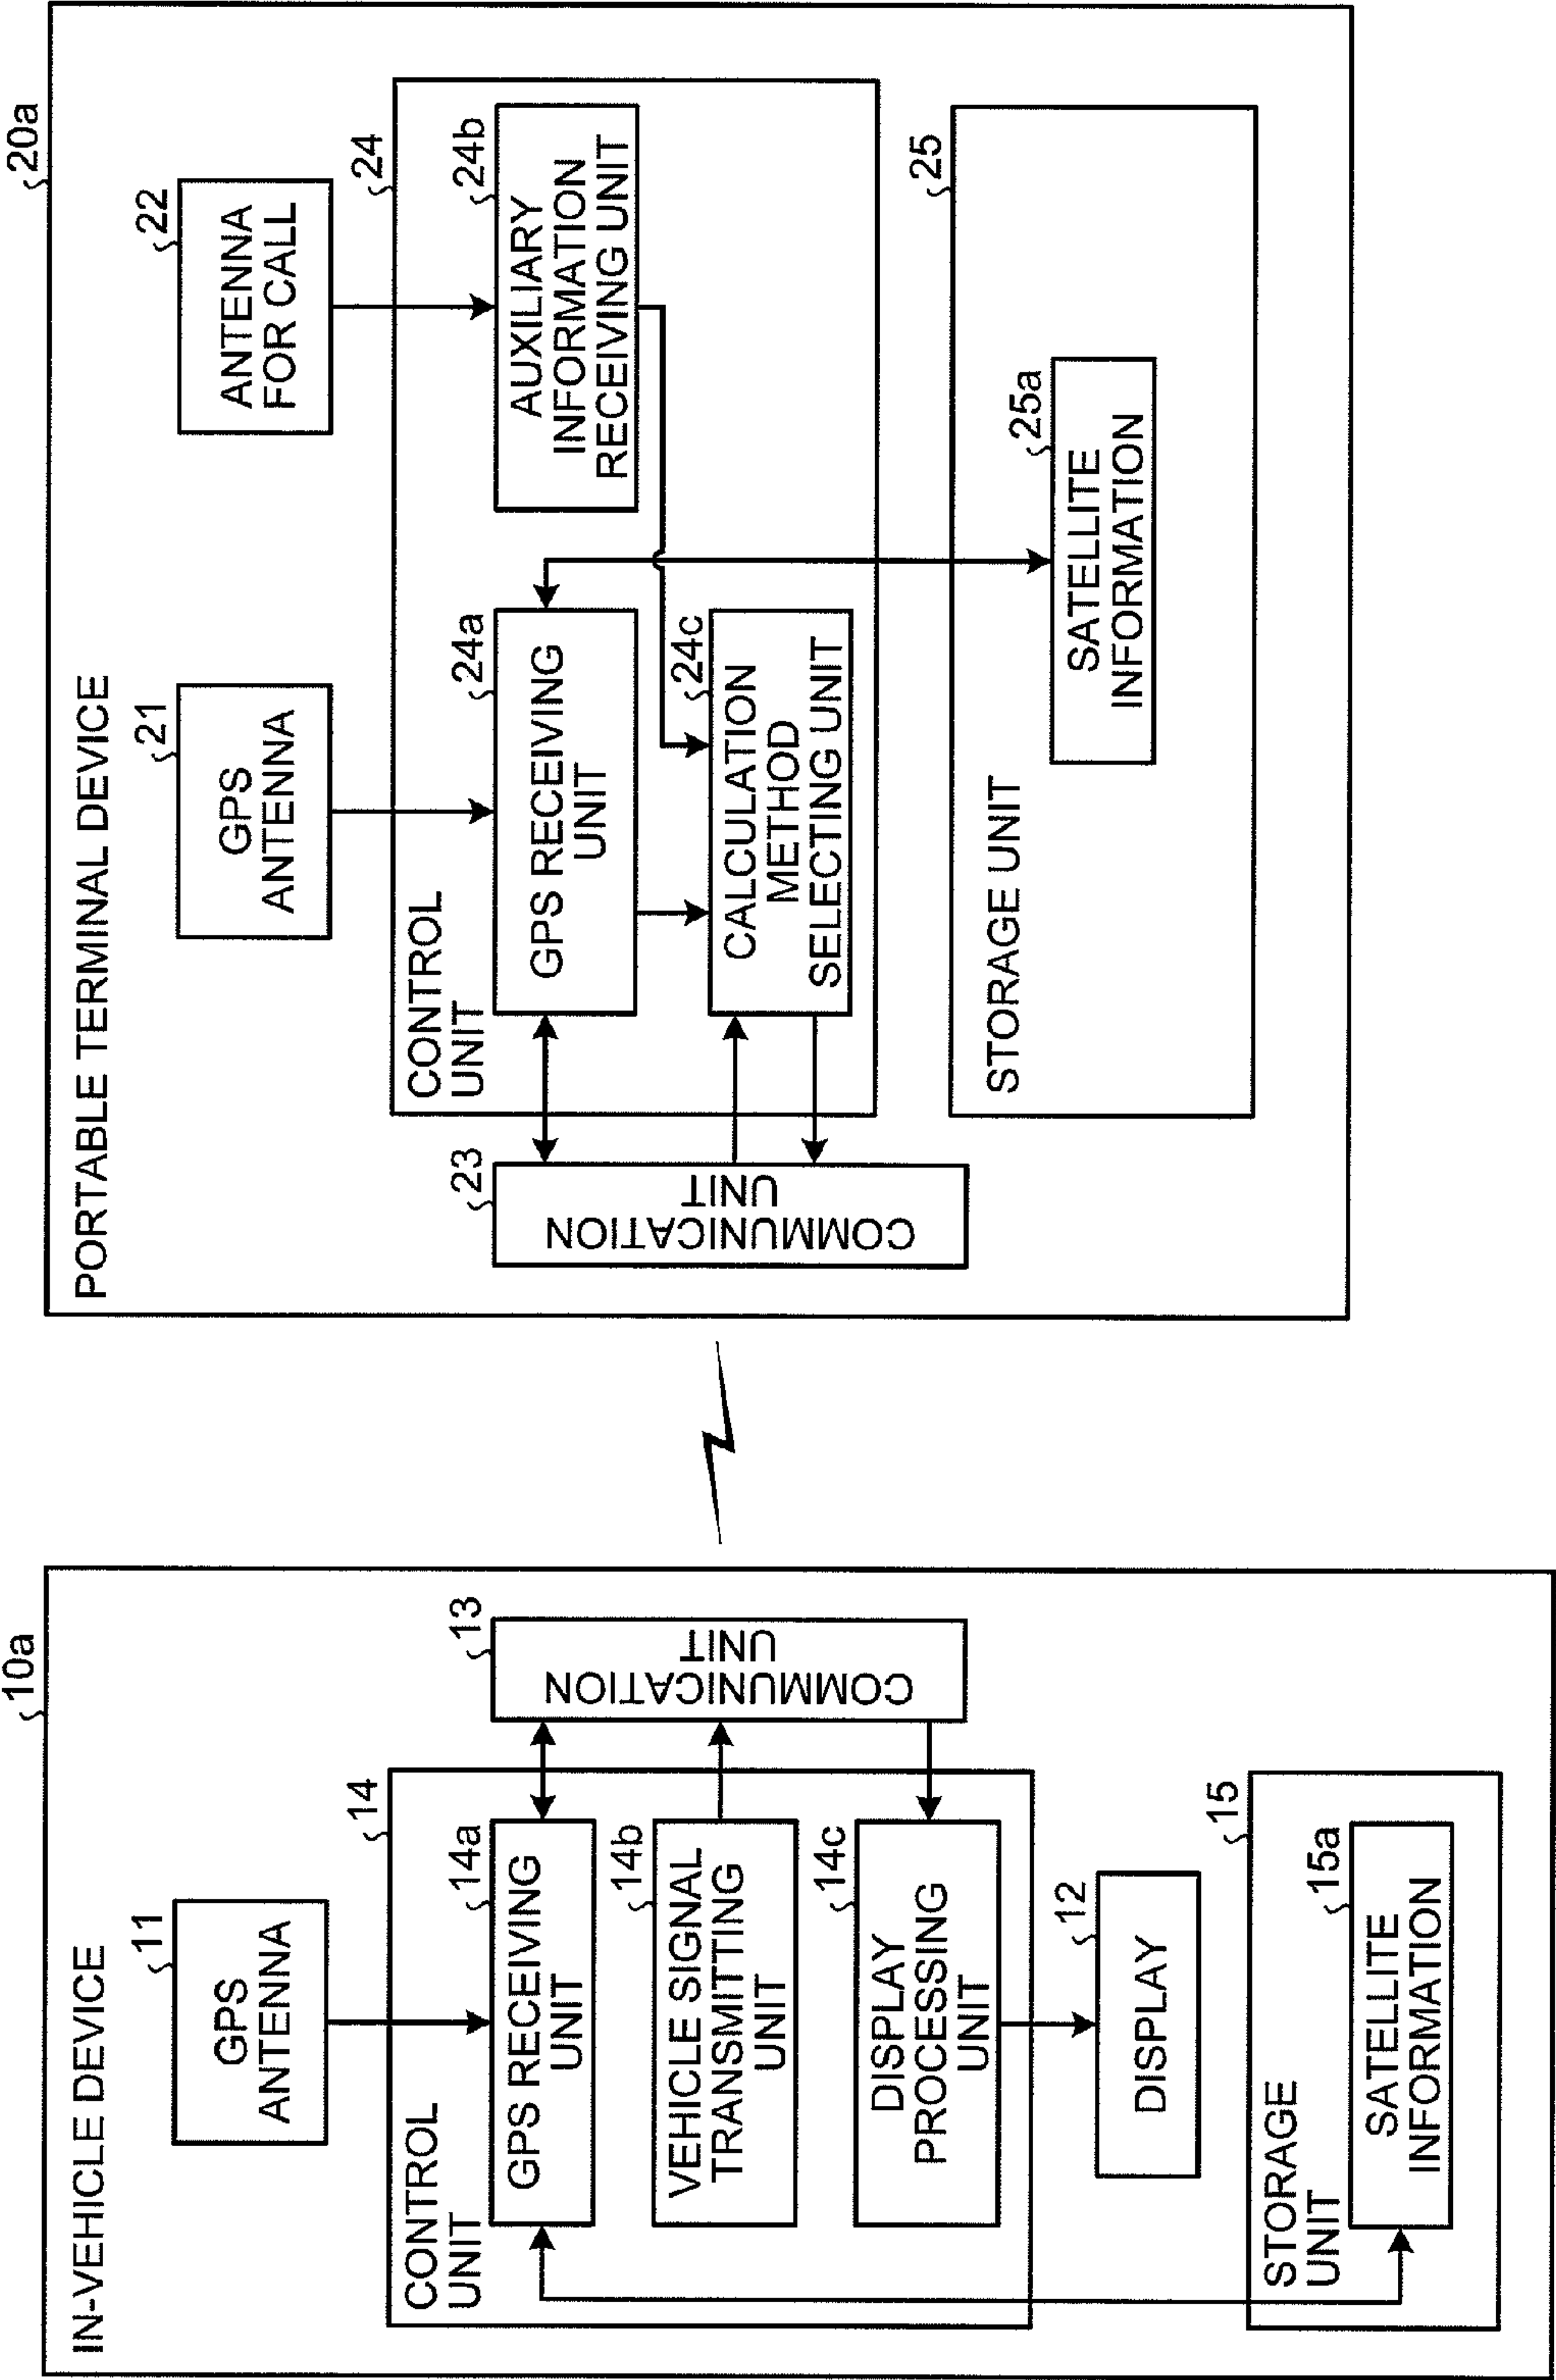 10a
IN-VEHICLE DEVICE
11
GPS
ANTENNA
14
CONTROL
UNIT
14a
GPS RECEIVING
UNIT
14b
VEHICLE SIGNAL
TRANSMITTING
UNIT
14c
DISPLAY
PROCESSING
UNIT
13
COMMUNICATION
UNIT
12
DISPLAY
15
STORAGE
UNIT
15a
SATELLITE
INFORMATION
20a
PORTABLE TERMINAL DEVICE
21
GPS
ANTENNA
22
ANTENNA
FOR CALL
23
COMMUNICATION
UNIT
24
CONTROL
UNIT
24a
GPS RECEIVING
UNIT
24b
AUXILIARY
INFORMATION
RECEIVING UNIT
24c
CALCULATION
METHOD
SELECTING UNIT
25
STORAGE UNIT
25a
SATELLITE
INFORMATION